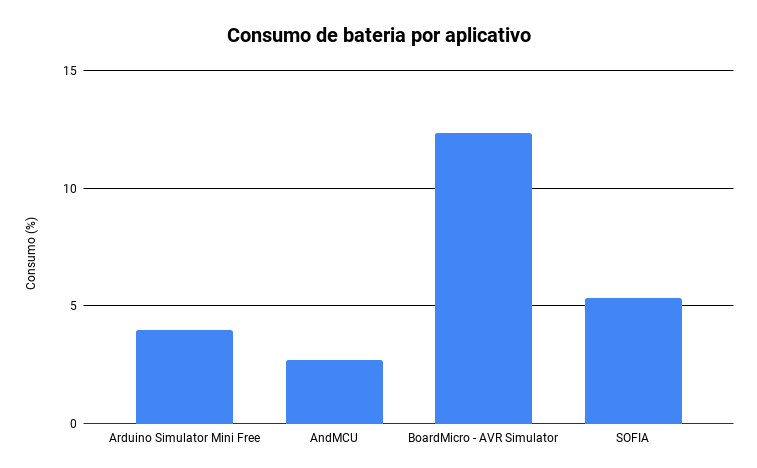 Consumo de bateria por aplicativo
15
10
5
0
Consumo (%)
Arduino Simulator Mini Free
AndMCU
BoardMicro - AVR Simulator
SOFIA